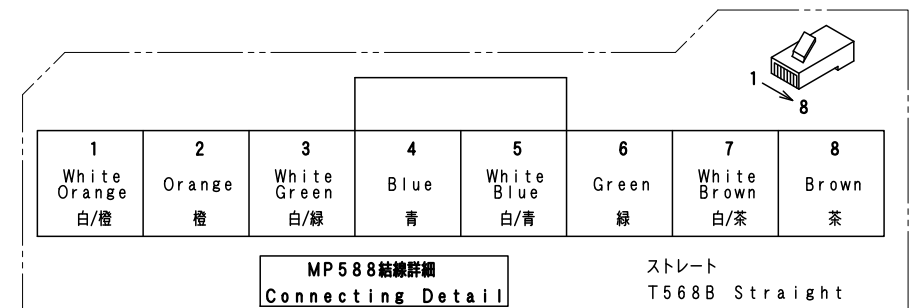 1
8
1 2 3 4 5 6 7 8
White Orange White Blue White Green White Brown
Orange Green Blue Brown
白/橙 橙 白/緑 青 白/青 緑 白/茶 茶
MP588結線詳細
Connecting Detail
ストレート
T568B Straight